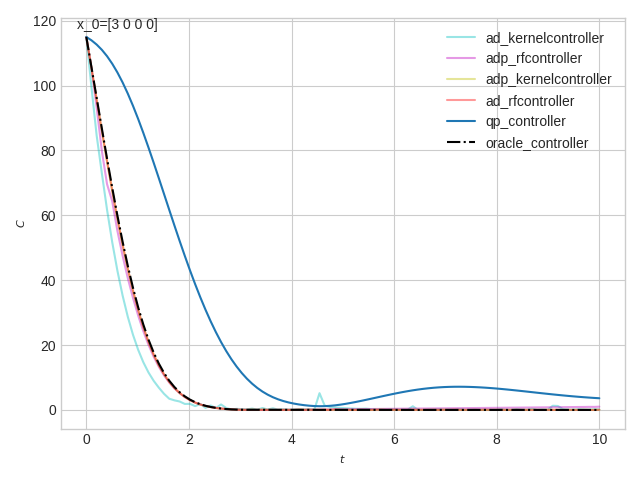 x_0=[3 0 0 0]
120
100
80
60
40
20
0
C
ad_kernelcontroller
adp_rfcontroller
adp_kernelcontroller
ad_rfcontroller
qp_controller
oracle_controller
0 2 4 6 8 10
t